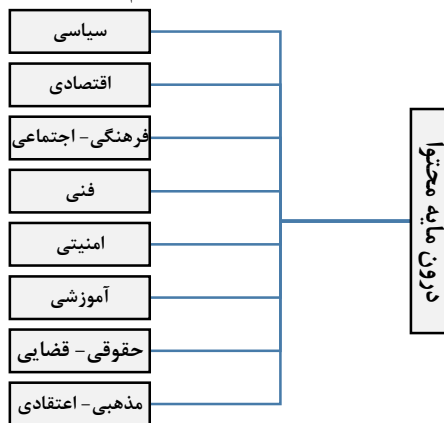 درون مایه محتوا
سیاسی
اقتصادی
فرهنگی- اجتماعی
فنی
امنیتی
آموزشی
حقوقی- قضایی
مذهبی- اعتقادی